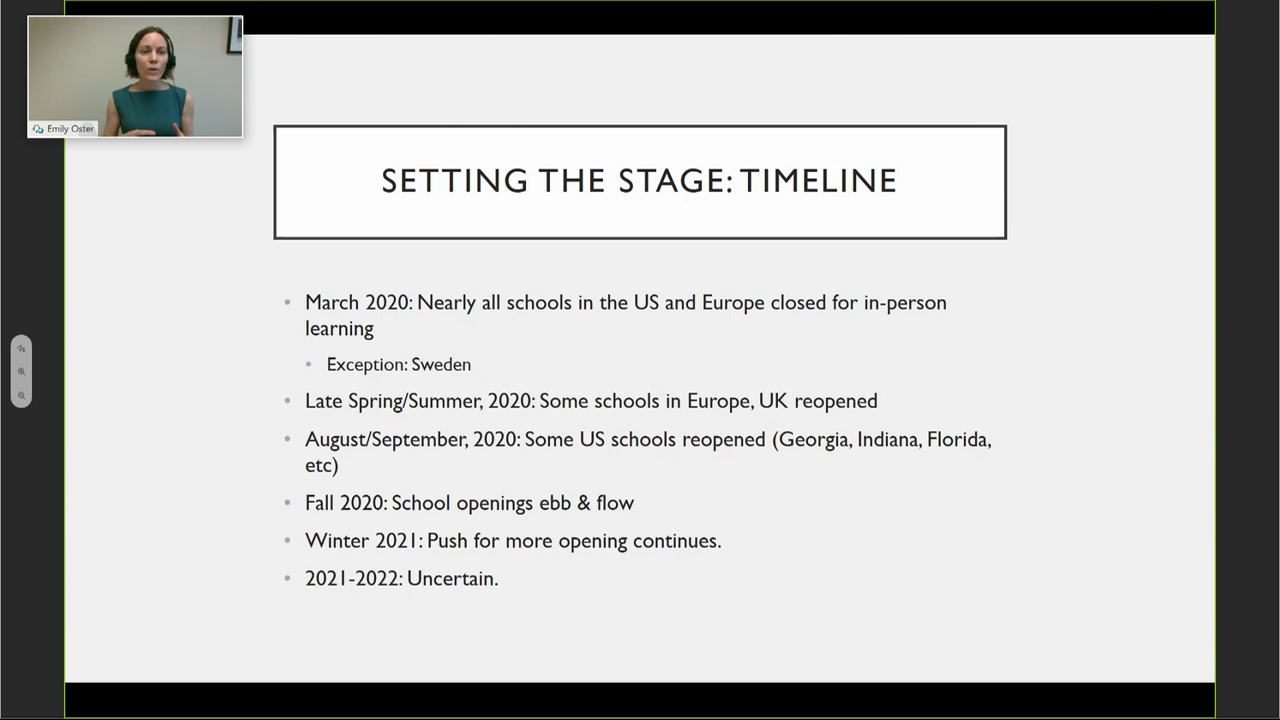 Emily Oster
SETTING THE STAGE: TIMELINE
• March 2020: Nearly all schools in the US and Europe closed for in-person
learning
• Exception: Sweden
• Late Spring/Summer, 2020: Some schools in Europe, UK reopened
• August/September, 2020: Some US schools reopened (Georgia, Indiana, Florida,
etc)
• Fall 2020: School openings ebb & flow
• Winter 2021: Push for more opening continues.
• 2021-2022: Uncertain.